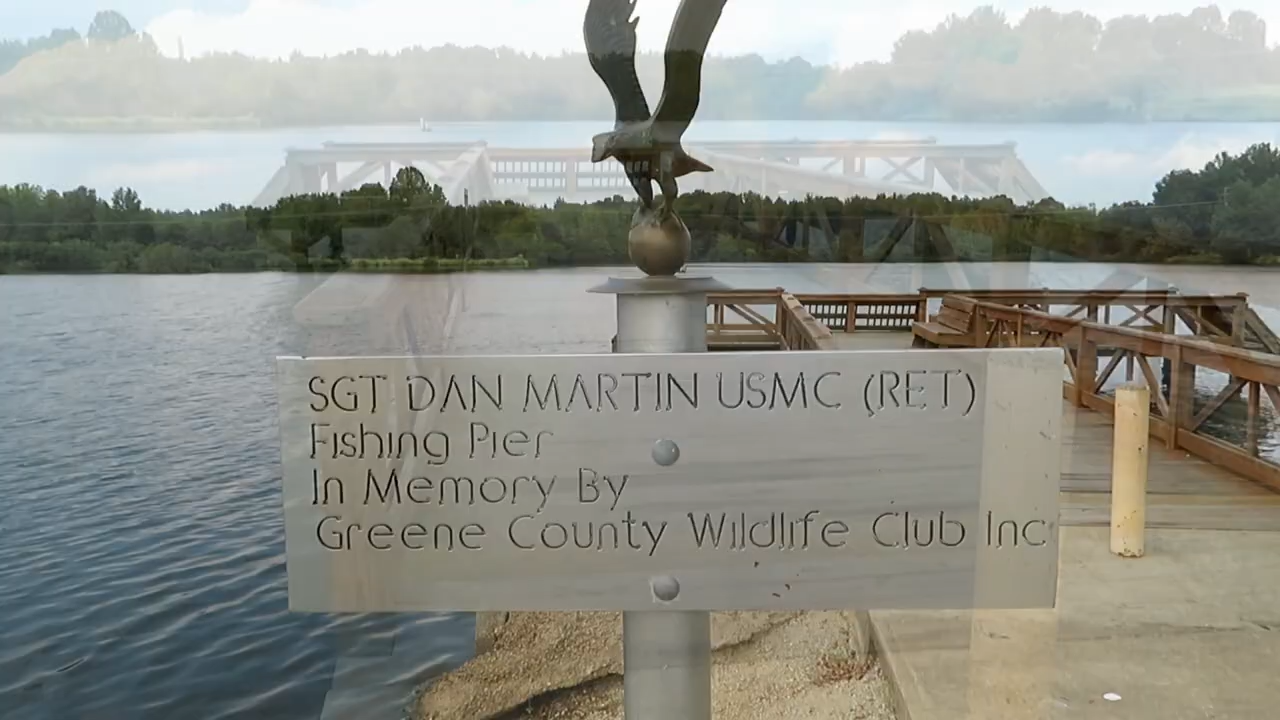 SGT DAN MARTIN USMC (RET)
Fishing Pier
In Memory By
Greene County Wildlife Club Inc